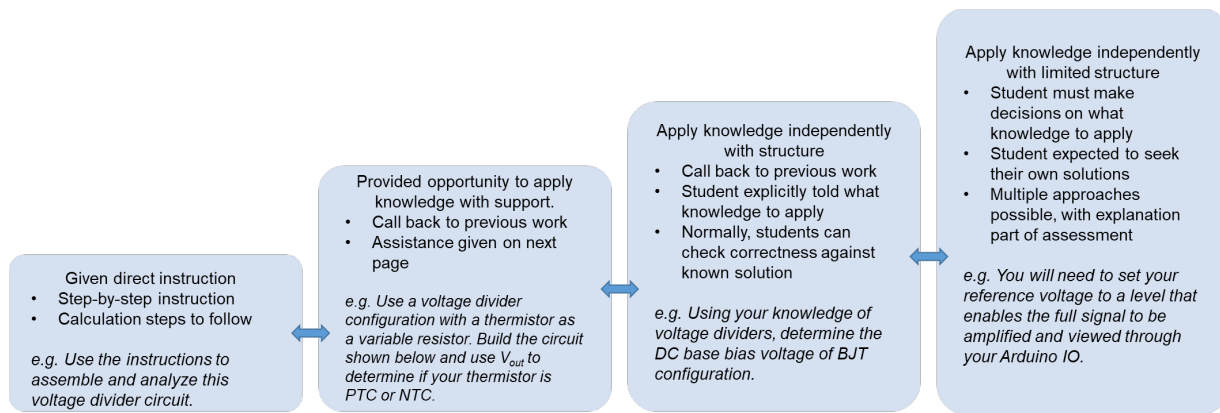 Given direct instruction
• Step-by-step instruction
• Calculation steps to follow
e.g. Use the instructions to
assemble and analyze this
voltage divider circuit.
Provided opportunity to apply
knowledge with support.
• Call back to previous work
• Assistance given on next
page
e.g. Use a voltage divider
configuration with a thermistor as
a variable resistor. Build the circuit
shown below and use Vout to
determine if your thermistor is
PTC or NTC.
Apply knowledge independently
with structure
• Call back to previous work
• Student explicitly told what
knowledge to apply
• Normally, students can
check correctness against
known solution
e.g. Using your knowledge of
voltage dividers, determine the
DC base bias voltage of BJT
configuration.
Apply knowledge independently
with limited structure
• Student must make
decisions on what
knowledge to apply
• Student expected to seek
their own solutions
• Multiple approaches
possible, with explanation
part of assessment
e.g. You will need to set your
reference voltage to a level that
enables the full signal to be
amplified and viewed through
your Arduino IO.